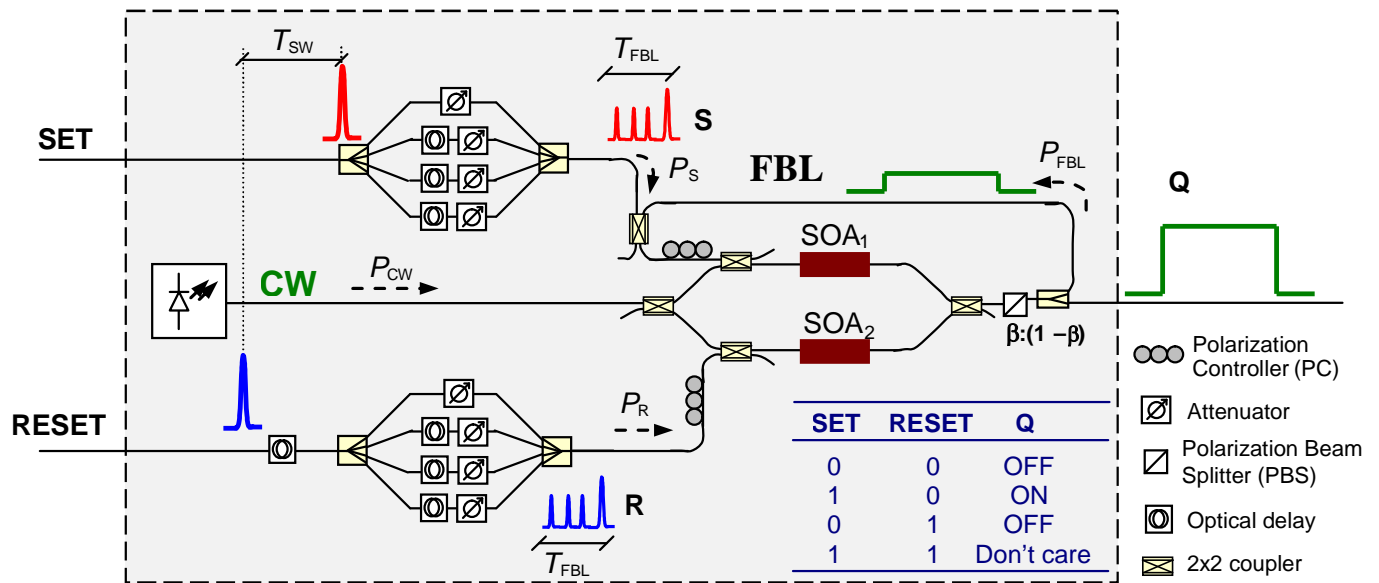 T_SW
T_FBL
SET
S
P_S
FBL
P_FBL
Q
SOA₁
CW
P_CW
SOA₂
β:(1 −β)
RESET
P_R
R
T_FBL
SET RESET Q
0 0 OFF
1 0 ON
0 1 OFF
1 1 Don't care
Polarization
Controller (PC)
Attenuator
Polarization Beam
Splitter (PBS)
Optical delay
2x2 coupler